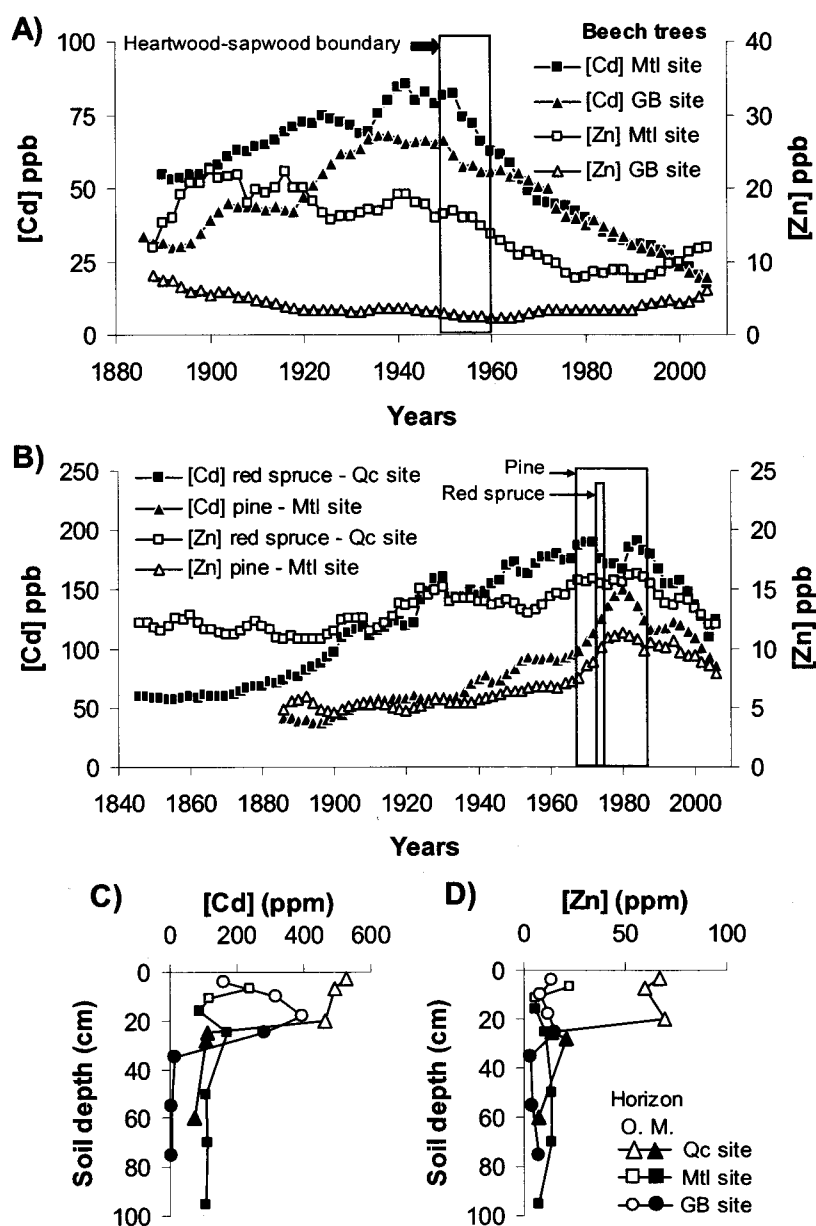 A)
Heartwood-sapwood boundary
Beech trees
[Cd] Mtl site
[Cd] GB site
[Zn] Mtl site
[Zn] GB site
[Cd] ppb
100
75
50
25
0
[Zn] ppb
40
30
20
10
0
1880 1900 1920 1940 1960 1980 2000
Years
B)
[Cd] red spruce - Qc site
[Cd] pine - Mtl site
[Zn] red spruce - Qc site
[Zn] pine - Mtl site
Pine
Red spruce
[Cd] ppb
250
200
150
100
50
0
[Zn] ppb
25
20
15
10
5
0
1840 1860 1880 1900 1920 1940 1960 1980 2000
Years
C)
[Cd] (ppm)
0 200 400 600
Soil depth (cm)
0
20
40
60
80
100
D)
[Zn] (ppm)
0 50 100
Soil depth (cm)
0
20
40
60
80
100
Horizon
O. M.
Qc site
Mtl site
GB site